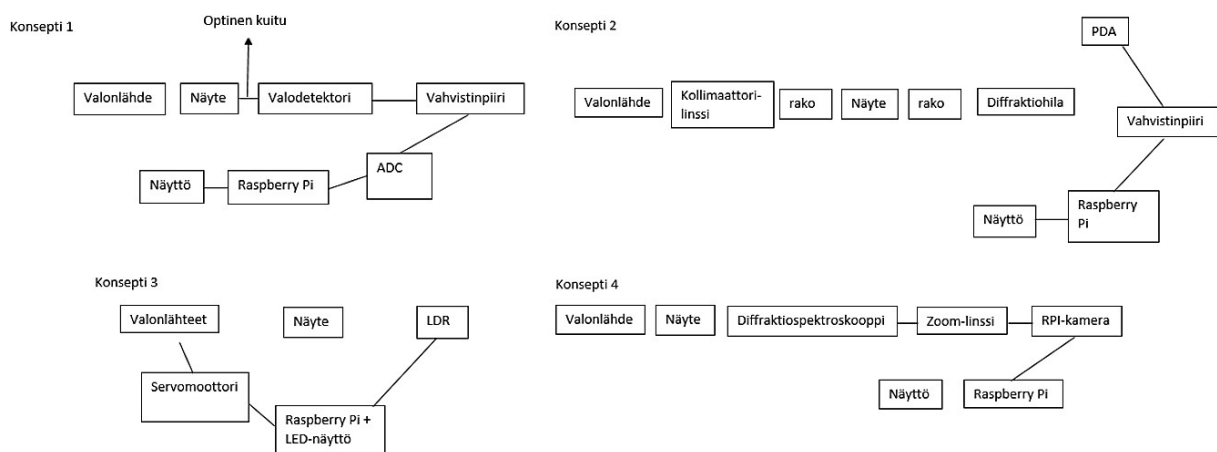 Konsepti 1
Optinen kuitu
Valonlähde
Näyte
Valodetektori
Vahvistinpiiri
ADC
Näyttö
Raspberry Pi
Konsepti 2
PDA
Valonlähde
Kollimaattori-
linssi
rako
Näyte
rako
Diffraktiohila
Vahvistinpiiri
Raspberry
Pi
Näyttö
Konsepti 3
Valonlähteet
Näyte
LDR
Servomoottori
Raspberry Pi +
LED-näyttö
Konsepti 4
Valonlähde
Näyte
Diffraktiospektroskooppi
Zoom-linssi
RPI-kamera
Näyttö
Raspberry Pi